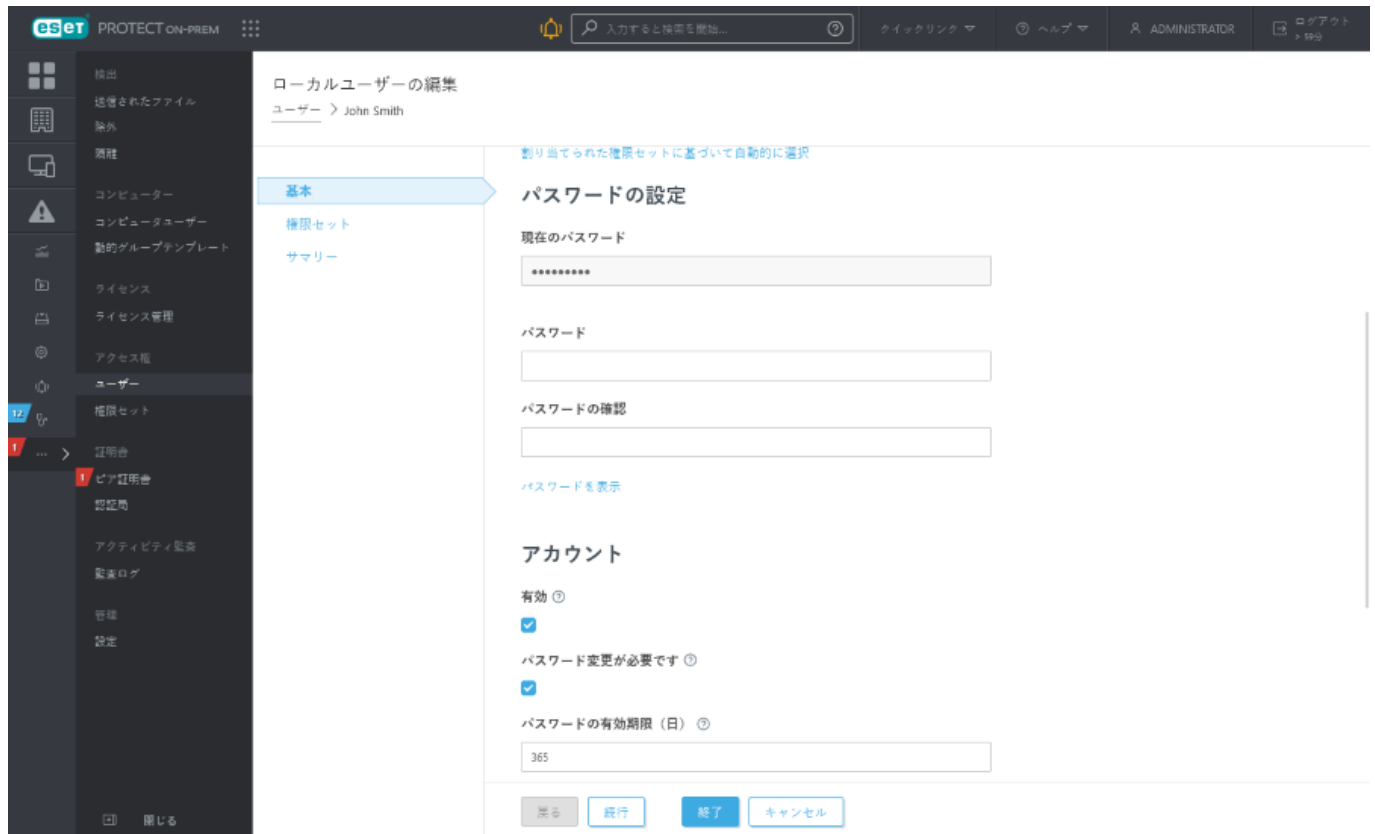 eset PROTECT ON-PREM
入力すると検索を開始...
クイックリンク
ヘルプ
ADMINISTRATOR
ログアウト
> 59分
検出
送信されたファイル
除外
隔離
コンピューター
コンピュータユーザー
動的グループテンプレート
ライセンス
ライセンス管理
アクセス権
ユーザー
権限セット
12
1
...
証明書
1
ピア証明書
認証局
アクティビティ監査
監査ログ
管理
設定
閉じる
ローカルユーザーの編集
ユーザー > John Smith
基本
権限セット
サマリー
割り当てられた権限セットに基づいて自動的に選択
パスワードの設定
現在のパスワード
•••••••••
パスワード
パスワードの確認
パスワードを表示
アカウント
有効
パスワード変更が必要です
パスワードの有効期限（日）
365
戻る
続行
終了
キャンセル